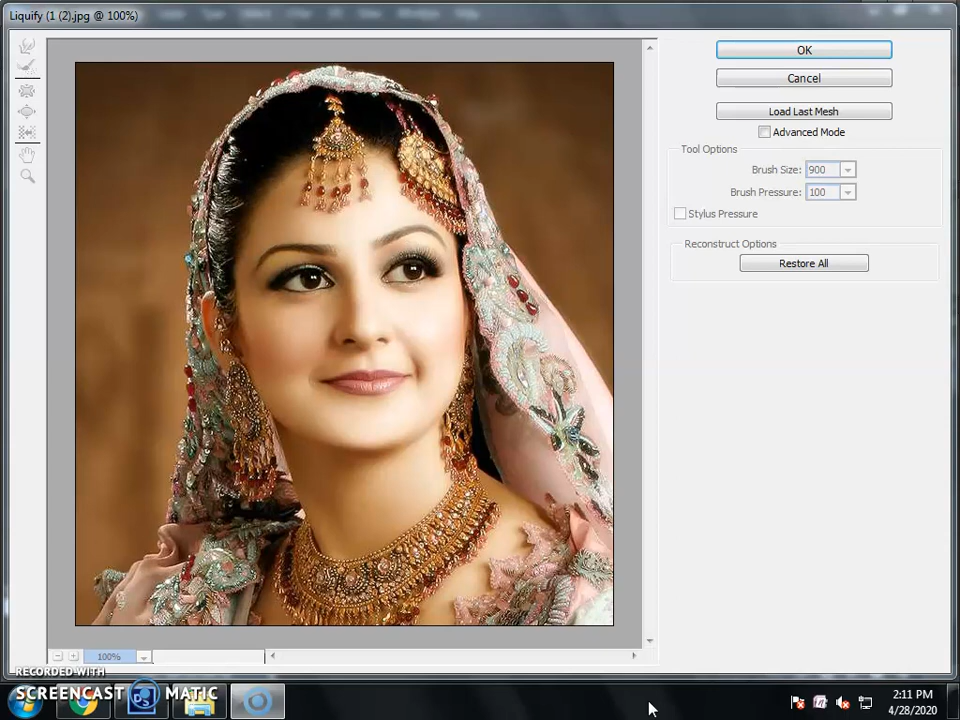 Liquify (1 (2).jpg @ 100%)
OK
Cancel
Load Last Mesh
Advanced Mode
Tool Options
Brush Size: 900
Brush Pressure: 100
Stylus Pressure
Reconstruct Options
Restore All
100%
RECORDED WITH
SCREENCAST MATIC
DS
2:11 PM
4/28/2020